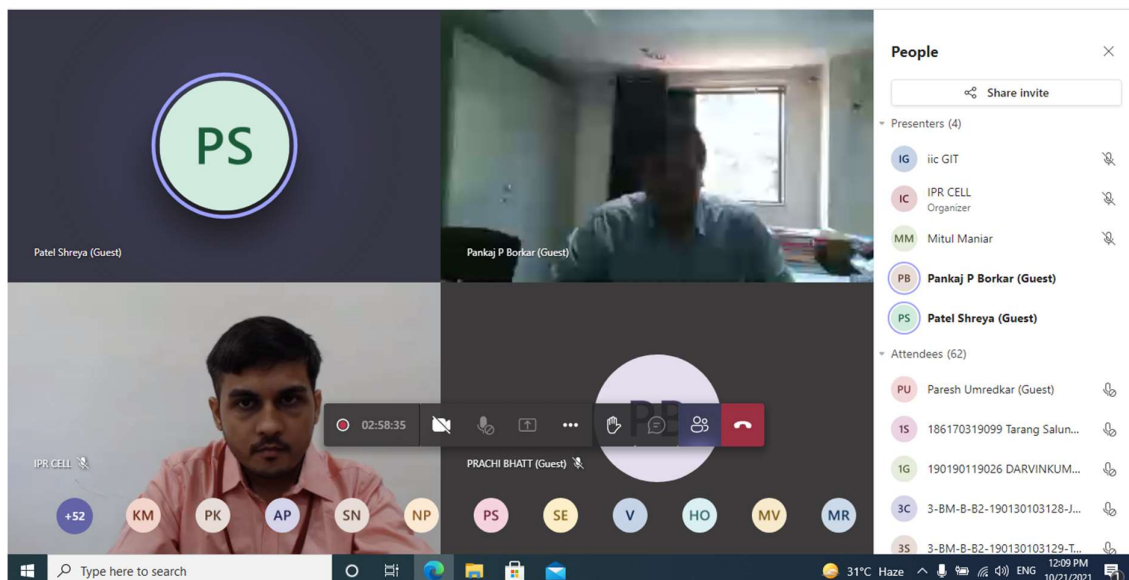 PS
Patel Shreya (Guest)
Pankaj P Borkar (Guest)
IPR CELL
PB
02:58:35
PRACHI BHATT (Guest)
+52
KM
PK
AP
SN
NP
PS
SE
V
HO
MV
MR
People
Share invite
Presenters (4)
IG iic GIT
IC IPR CELL
Organizer
MM Mitul Maniar
PB Pankaj P Borkar (Guest)
PS Patel Shreya (Guest)
Attendees (62)
PU Paresh Umredkar (Guest)
1S 186170319099 Tarang Salun...
1G 190190119026 DARVINKUM...
3C 3-BM-B-B2-190130103128-J...
3S 3-BM-B-B2-190130103129-T...
Type here to search
31°C Haze
ENG
12:09 PM
10/21/2021
1